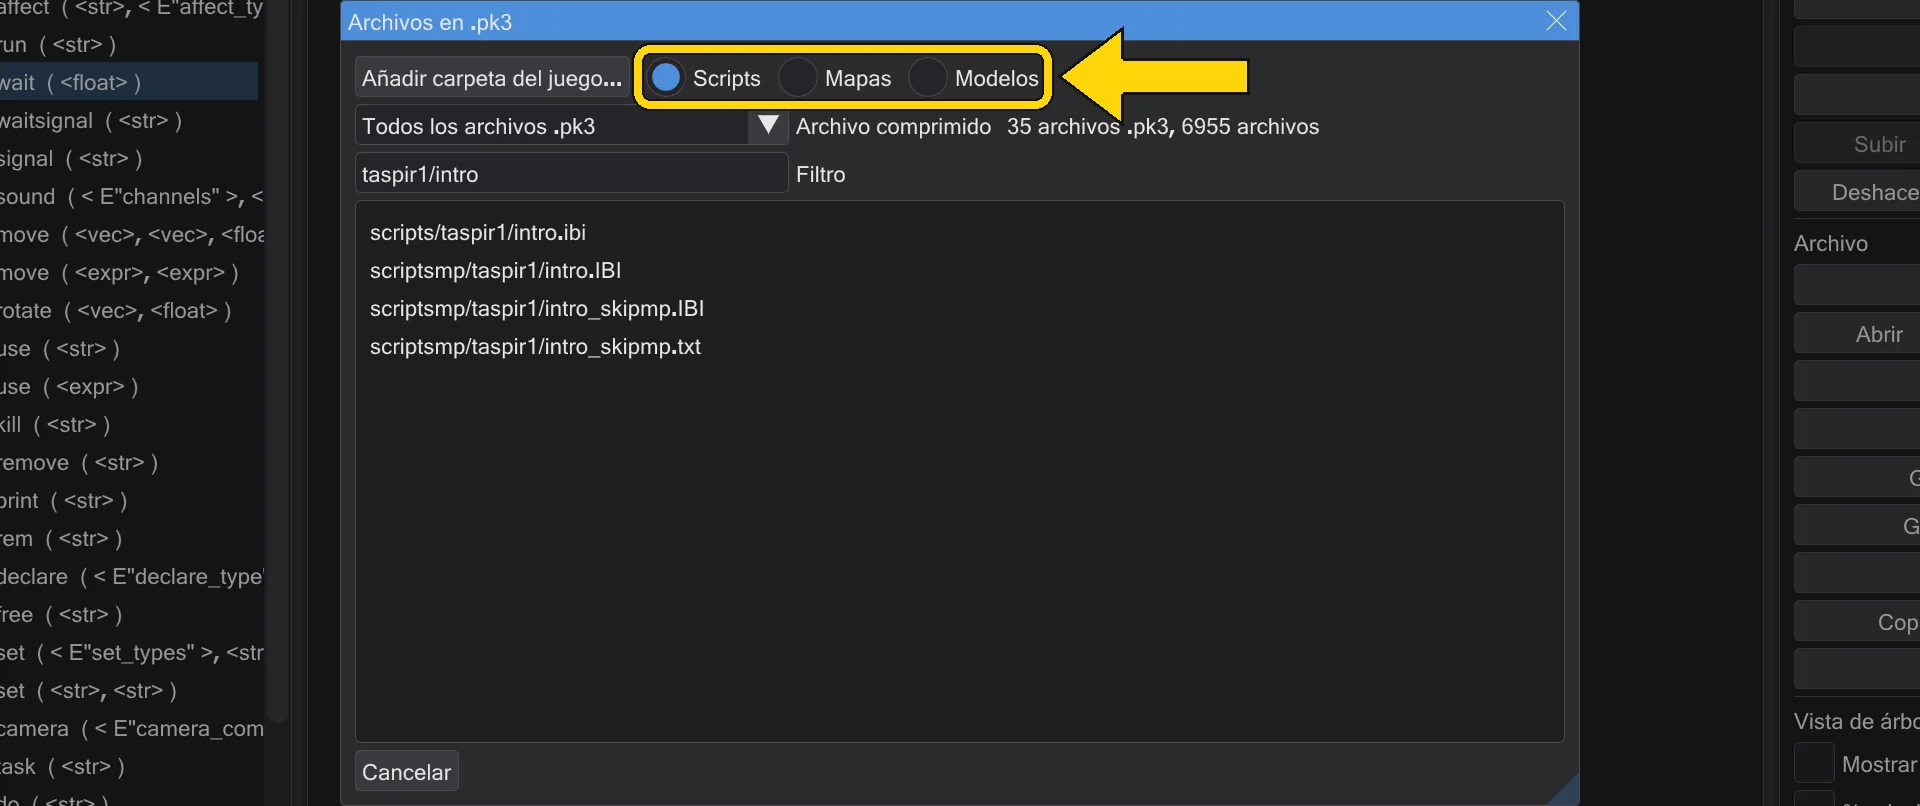 affect ( <str>, < E"affect_ty
run ( <str> )
wait ( <float> )
waitsignal ( <str> )
signal ( <str> )
sound ( < E"channels" >, <
move ( <vec>, <vec>, <floa
move ( <expr>, <expr> )
rotate ( <vec>, <float> )
use ( <str> )
use ( <expr> )
kill ( <str> )
remove ( <str> )
print ( <str> )
rem ( <str> )
declare ( < E"declare_type"
free ( <str> )
set ( < E"set_types" >, <str
set ( <str>, <str> )
camera ( < E"camera_com
task ( <str> )
do ( <str> )
Archivos en .pk3
Añadir carpeta del juego...
Scripts Mapas Modelos
Todos los archivos .pk3 Archivo comprimido 35 archivos .pk3, 6955 archivos
taspir1/intro Filtro
scripts/taspir1/intro.ibi
scriptsmp/taspir1/intro.IBI
scriptsmp/taspir1/intro_skipmp.IBI
scriptsmp/taspir1/intro_skipmp.txt
Cancelar
Subir
Deshace
Archivo
Abrir
G
G
Cop
Vista de árbo
Mostrar